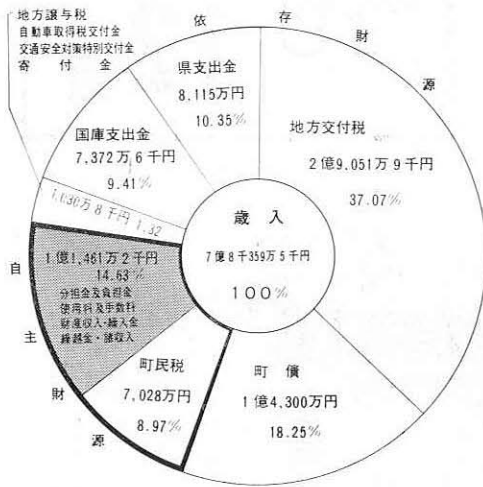 地方譲与税
自動車取得税交付金
交通安全対策特別交付金
寄付金
依存財源
県支出金
8,115万円
10.35%
地方交付税
2億9,051万9千円
37.07%
国庫支出金
7,372万6千円
9.41%
1,030万8千円 1.32
歳入
7億8千359万5千円
100%
1億1,461万2千円
14.63%
分担金及負担金
使用料及手数料
財産収入・繰入金
繰越金・諸収入
自主財源
町民税
7,028万円
8.97%
町債
1億4,300万円
18.25%